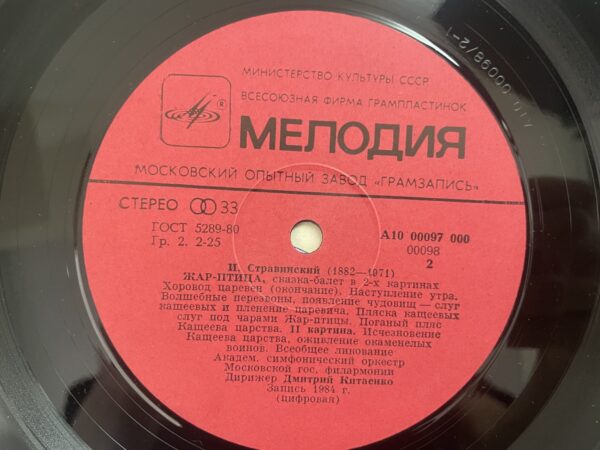 МИНИСТЕРСТВО КУЛЬТУРЫ СССР
ВСЕСОЮЗНАЯ ФИРМА ГРАМПЛАСТИНОК
®
МЕЛОДИЯ
МОСКОВСКИЙ ОПЫТНЫЙ ЗАВОД «ГРАМЗАПИСЬ»
СТЕРЕО 33
ГОСТ 5289-80
Гр. 2. 2-25
А10 00097 000
00098
2
И. Стравинский (1882—1971)
ЖАР-ПТИЦА, сказка-балет в 2-х картинах
Хоровод царевен (окончание). Наступление утра.
Волшебные перезвоны, появление чудовищ — слуг
кащеевых и пленение царевича. Пляска кащеевых
слуг под чарами Жар-птицы. Поганый пляс
Кащеева царства. II картина. Исчезновение
Кащеева царства, оживление окаменелых
воинов. Всеобщее ликование
Академ. симфонический оркестр
Московской гос. филармонии
Дирижер Дмитрий Китаенко
Запись 1984 г.
(цифровая)